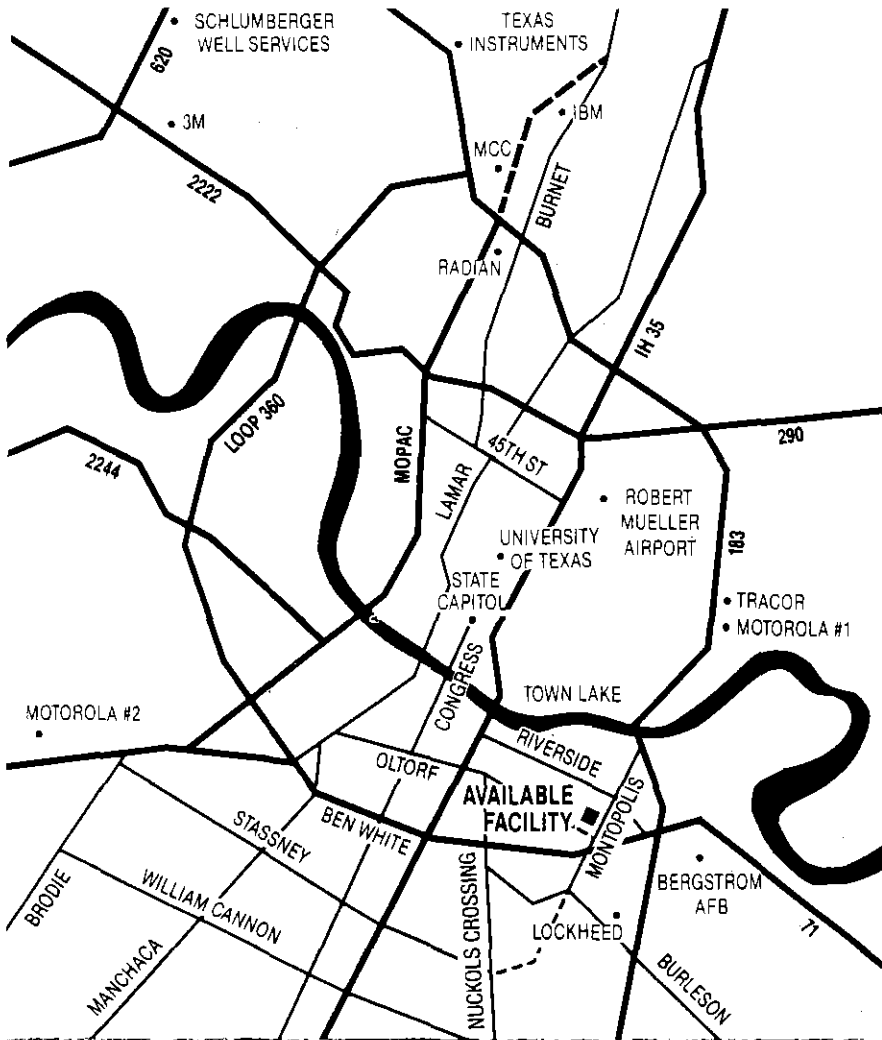 SCHLUMBERGER
WELL SERVICES
TEXAS
INSTRUMENTS
620
3M
IBM
MCC
2222
BURNET
RADIAN
IH 35
LOOP 360
MOPAC
290
2244
45TH ST
LAMAR
ROBERT
MUELLER
AIRPORT
UNIVERSITY
OF TEXAS
183
STATE
CAPITOL
TRACOR
MOTOROLA #1
CONGRESS
TOWN LAKE
MOTOROLA #2
RIVERSIDE
OLTORF
AVAILABLE
FACILITY
MONTOPOLIS
BEN WHITE
STASSNEY
BERGSTROM
AFB
WILLIAM CANNON
BRODIE
NUCKOLS CROSSING
LOCKHEED
71
MANCHACA
BURLESON